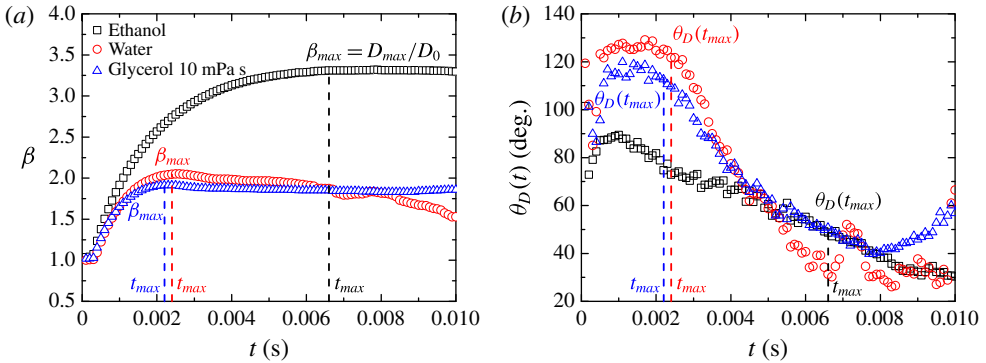 (a)
Ethanol
Water
Glycerol 10 mPa s
β_max = D_max/D_0
β_max
β_max
t_max
t_max
t_max
4.0
3.5
3.0
2.5
2.0
1.5
1.0
0.5
β
0
0.002
0.004
0.006
0.008
0.010
t (s)
(b)
θ_D(t_max)
θ_D(t_max)
θ_D(t_max)
t_max
t_max
t_max
140
120
100
80
60
40
20
θ_D(t) (deg.)
0
0.002
0.004
0.006
0.008
0.010
t (s)